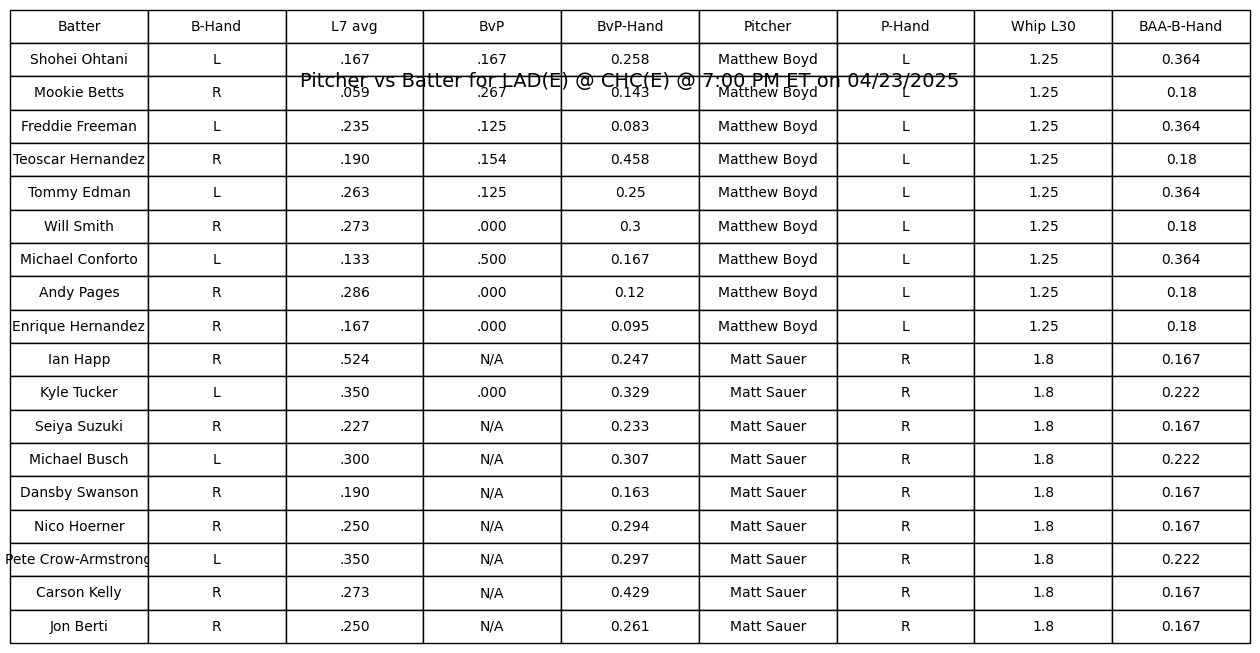 Batter B-Hand L7 avg BvP BvP-Hand Pitcher P-Hand Whip L30 BAA-B-Hand
Shohei Ohtani L .167 .167 0.258 Matthew Boyd L 1.25 0.364
Pitcher vs Batter for LAD(E) @ CHC(E) @ 7:00 PM ET on 04/23/2025
Mookie Betts R .059 .267 0.143 Matthew Boyd L 1.25 0.18
Freddie Freeman L .235 .125 0.083 Matthew Boyd L 1.25 0.364
Teoscar Hernandez R .190 .154 0.458 Matthew Boyd L 1.25 0.18
Tommy Edman L .263 .125 0.25 Matthew Boyd L 1.25 0.364
Will Smith R .273 .000 0.3 Matthew Boyd L 1.25 0.18
Michael Conforto L .133 .500 0.167 Matthew Boyd L 1.25 0.364
Andy Pages R .286 .000 0.12 Matthew Boyd L 1.25 0.18
Enrique Hernandez R .167 .000 0.095 Matthew Boyd L 1.25 0.18
Ian Happ R .524 N/A 0.247 Matt Sauer R 1.8 0.167
Kyle Tucker L .350 .000 0.329 Matt Sauer R 1.8 0.222
Seiya Suzuki R .227 N/A 0.233 Matt Sauer R 1.8 0.167
Michael Busch L .300 N/A 0.307 Matt Sauer R 1.8 0.222
Dansby Swanson R .190 N/A 0.163 Matt Sauer R 1.8 0.167
Nico Hoerner R .250 N/A 0.294 Matt Sauer R 1.8 0.167
Pete Crow-Armstrong L .350 N/A 0.297 Matt Sauer R 1.8 0.222
Carson Kelly R .273 N/A 0.429 Matt Sauer R 1.8 0.167
Jon Berti R .250 N/A 0.261 Matt Sauer R 1.8 0.167